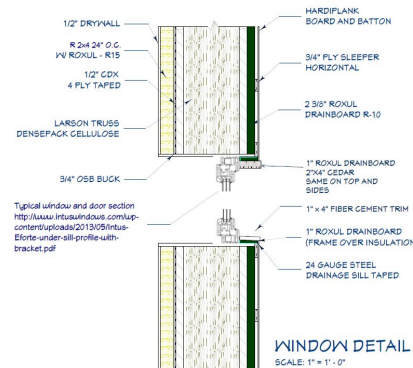 1/2" DRYWALL
R 2x4 24" O.C.
W/ ROXUL - R15
1/2" CDX
4 PLY TAPED
LARSON TRUSS
DENSEPACK CELLULOSE
3/4" OSB BUCK
Typical window and door section
http://www.intuswindows.com/wp-
content/uploads/2013/05/Intus-
Eforte-under-sill-profile-with-
bracket.pdf
HARDIPLANK
BOARD AND BATTON
3/4" PLY SLEEPER
HORIZONTAL
2 3/8" ROXUL
DRAINBOARD R-10
1" ROXUL DRAINBOARD
2"X4" CEDAR
SAME ON TOP AND
SIDES
1" x 4" FIBER CEMENT TRIM
1" ROXUL DRAINBOARD
(FRAME OVER INSULATION
24 GAUGE STEEL
DRAINAGE SILL TAPED
WINDOW DETAIL
SCALE: 1" = 1' - 0"